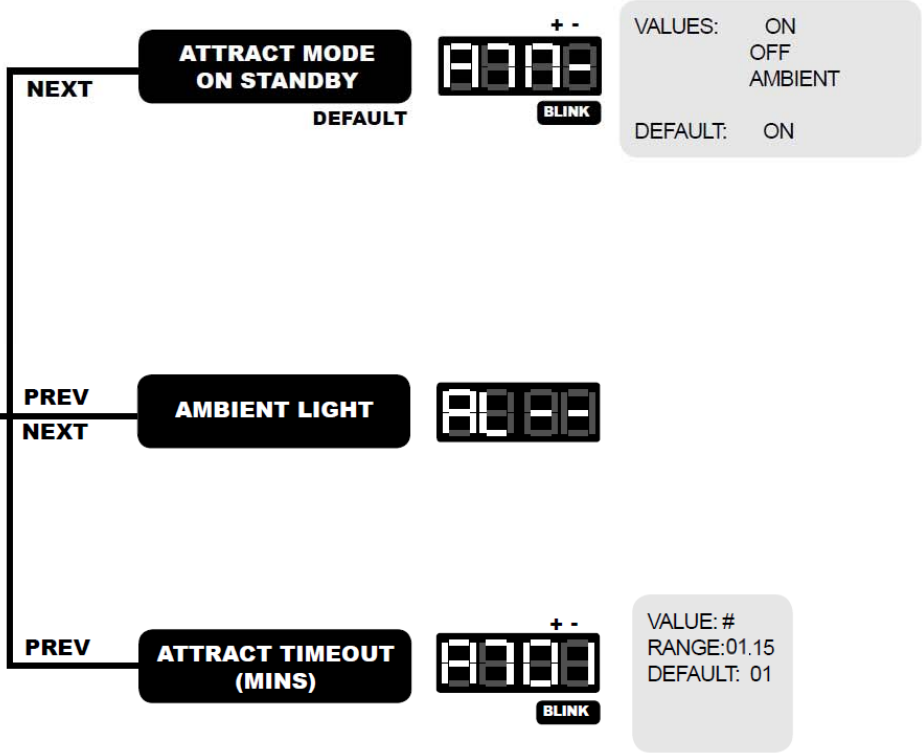 + -
ATTRACT MODE
ON STANDBY
NEXT
DEFAULT
BLINK
VALUES: ON
OFF
AMBIENT
DEFAULT: ON
PREV
NEXT
AMBIENT LIGHT
AL --
+ -
PREV
ATTRACT TIMEOUT
(MINS)
BLINK
VALUE: #
RANGE:01.15
DEFAULT: 01